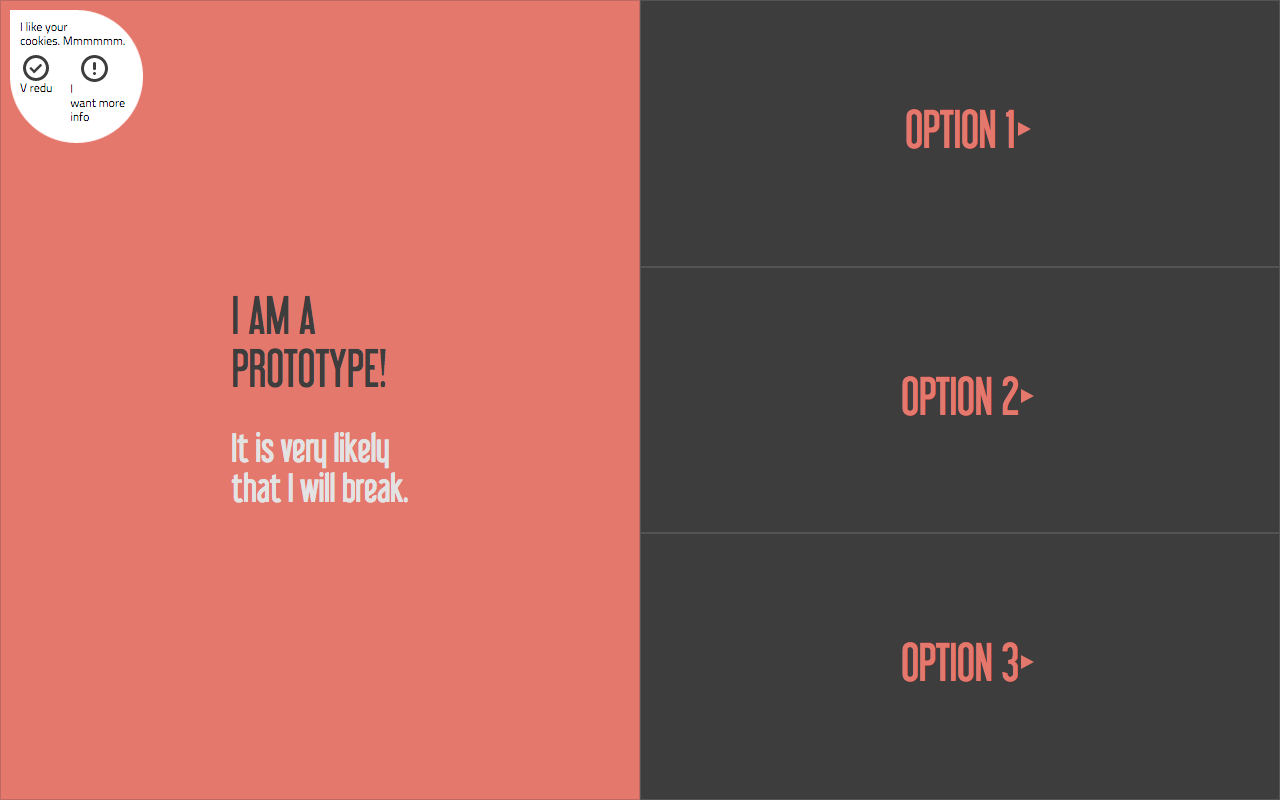 I like your
cookies. Mmmmmm.
V redu
I
want more
info
I AM A
PROTOTYPE!
It is very likely
that I will break.
OPTION 1
OPTION 2
OPTION 3